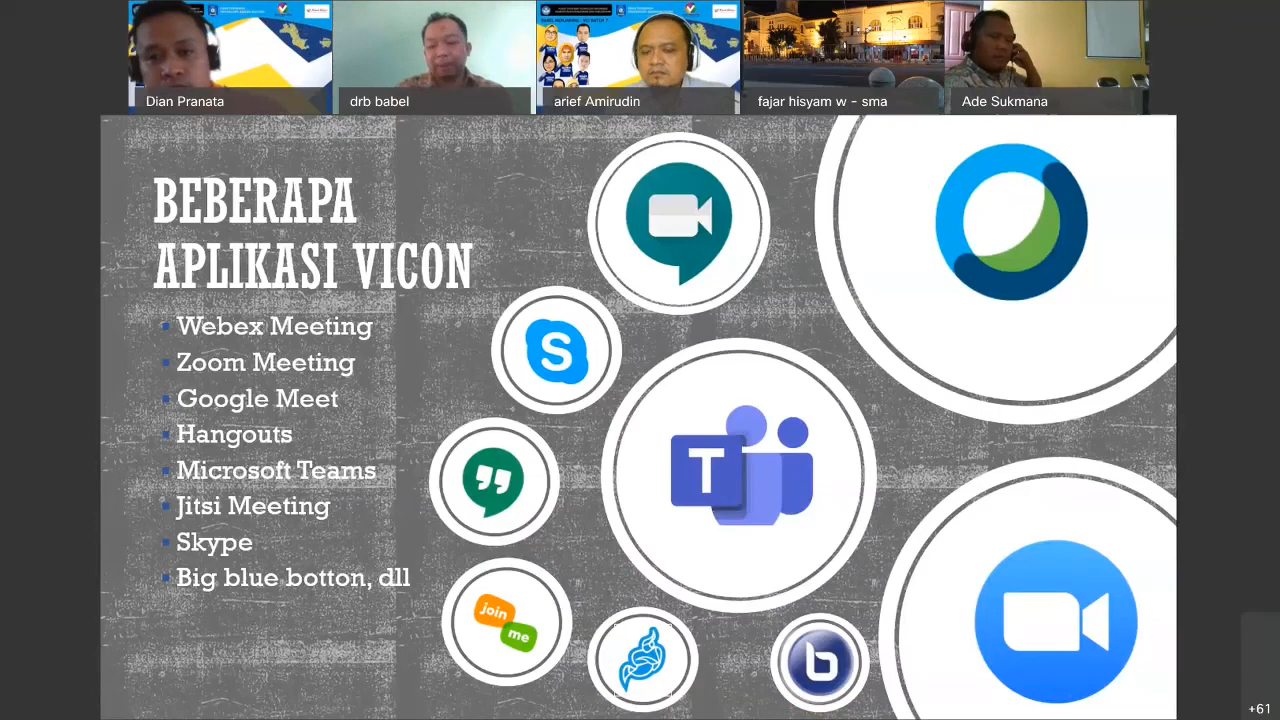 Dian Pranata
drb babel
arief Amirudin
fajar hisyam w - sma
Ade Sukmana
BEBERAPA
APLIKASI VICON
Webex Meeting
Zoom Meeting
Google Meet
Hangouts
Microsoft Teams
Jitsi Meeting
Skype
Big blue botton, dll
S
T
join
me
b
+61